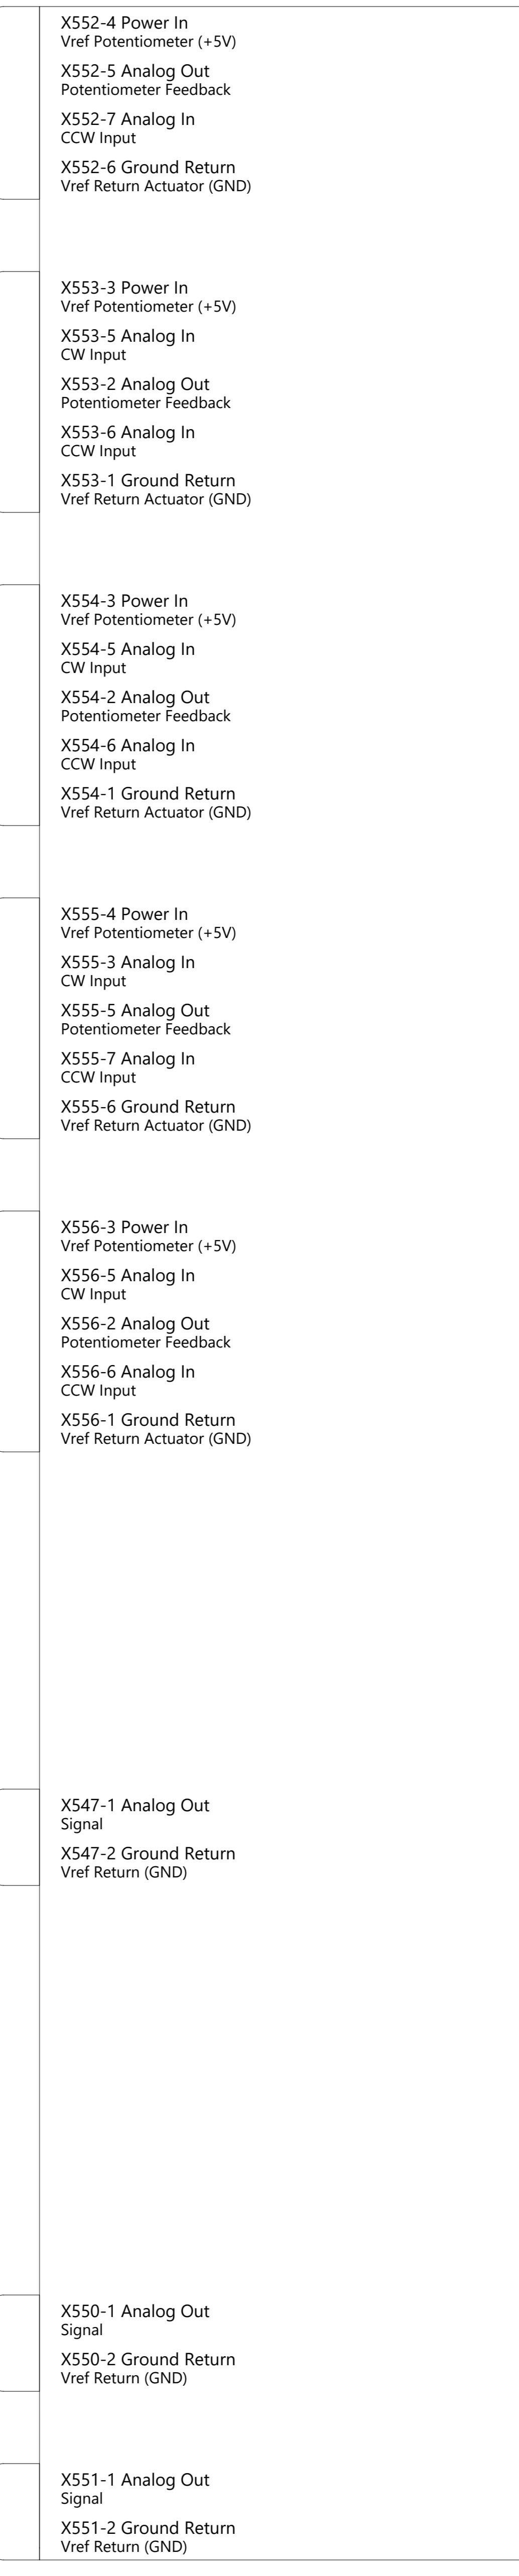 X552-4 Power In
Vref Potentiometer (+5V)
X552-5 Analog Out
Potentiometer Feedback
X552-7 Analog In
CCW Input
X552-6 Ground Return
Vref Return Actuator (GND)
X553-3 Power In
Vref Potentiometer (+5V)
X553-5 Analog In
CW Input
X553-2 Analog Out
Potentiometer Feedback
X553-6 Analog In
CCW Input
X553-1 Ground Return
Vref Return Actuator (GND)
X554-3 Power In
Vref Potentiometer (+5V)
X554-5 Analog In
CW Input
X554-2 Analog Out
Potentiometer Feedback
X554-6 Analog In
CCW Input
X554-1 Ground Return
Vref Return Actuator (GND)
X555-4 Power In
Vref Potentiometer (+5V)
X555-3 Analog In
CW Input
X555-5 Analog Out
Potentiometer Feedback
X555-7 Analog In
CCW Input
X555-6 Ground Return
Vref Return Actuator (GND)
X556-3 Power In
Vref Potentiometer (+5V)
X556-5 Analog In
CW Input
X556-2 Analog Out
Potentiometer Feedback
X556-6 Analog In
CCW Input
X556-1 Ground Return
Vref Return Actuator (GND)
X547-1 Analog Out
Signal
X547-2 Ground Return
Vref Return (GND)
X550-1 Analog Out
Signal
X550-2 Ground Return
Vref Return (GND)
X551-1 Analog Out
Signal
X551-2 Ground Return
Vref Return (GND)